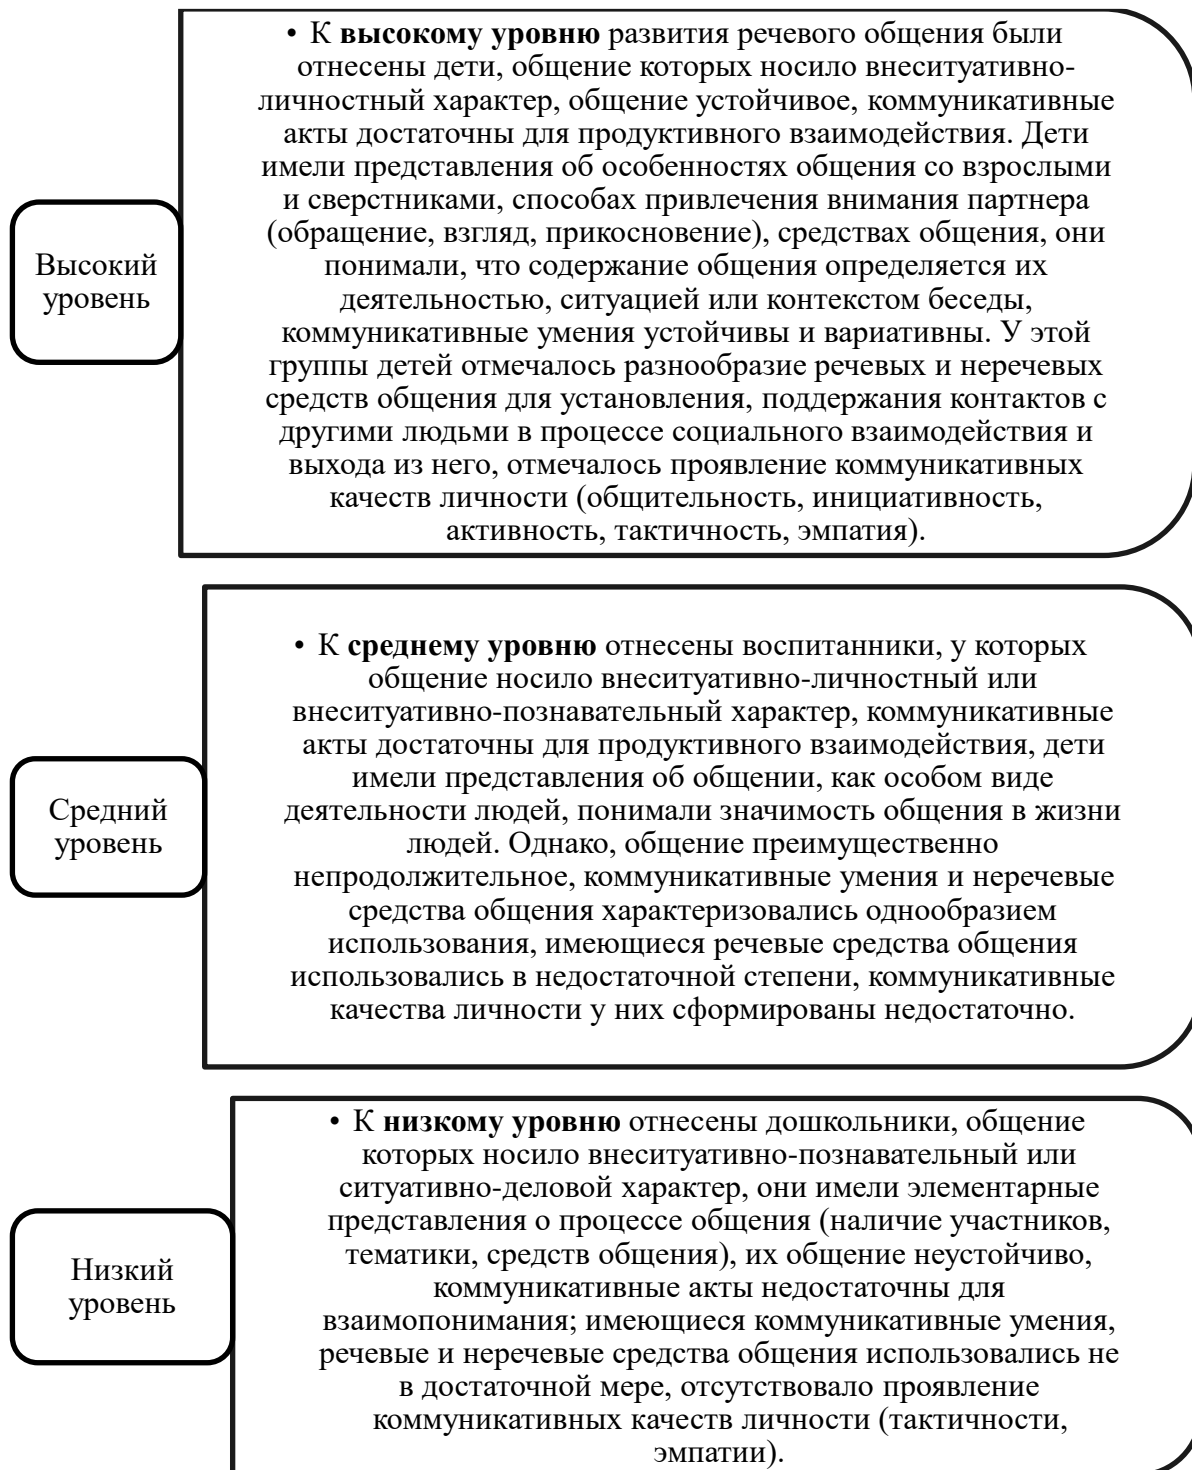 • К высокому уровню развития речевого общения были
отнесены дети, общение которых носило внеситуативно-
личностный характер, общение устойчивое, коммуникативные
акты достаточны для продуктивного взаимодействия. Дети
имели представления об особенностях общения со взрослыми
и сверстниками, способах привлечения внимания партнера
(обращение, взгляд, прикосновение), средствах общения, они
понимали, что содержание общения определяется их
деятельностью, ситуацией или контекстом беседы,
коммуникативные умения устойчивы и вариативны. У этой
группы детей отмечалось разнообразие речевых и неречевых
средств общения для установления, поддержания контактов с
другими людьми в процессе социального взаимодействия и
выхода из него, отмечалось проявление коммуникативных
качеств личности (общительность, инициативность,
активность, тактичность, эмпатия).
Высокий
уровень
• К среднему уровню отнесены воспитанники, у которых
общение носило внеситуативно-личностный или
внеситуативно-познавательный характер, коммуникативные
акты достаточны для продуктивного взаимодействия, дети
имели представления об общении, как особом виде
деятельности людей, понимали значимость общения в жизни
людей. Однако, общение преимущественно
непродолжительное, коммуникативные умения и неречевые
средства общения характеризовались однообразием
использования, имеющиеся речевые средства общения
использовались в недостаточной степени, коммуникативные
качества личности у них сформированы недостаточно.
Средний
уровень
• К низкому уровню отнесены дошкольники, общение
которых носило внеситуативно-познавательный или
ситуативно-деловой характер, они имели элементарные
представления о процессе общения (наличие участников,
тематики, средств общения), их общение неустойчиво,
коммуникативные акты недостаточны для
взаимопонимания; имеющиеся коммуникативные умения,
речевые и неречевые средства общения использовались не
в достаточной мере, отсутствовало проявление
коммуникативных качеств личности (тактичности,
эмпатии).
Низкий
уровень